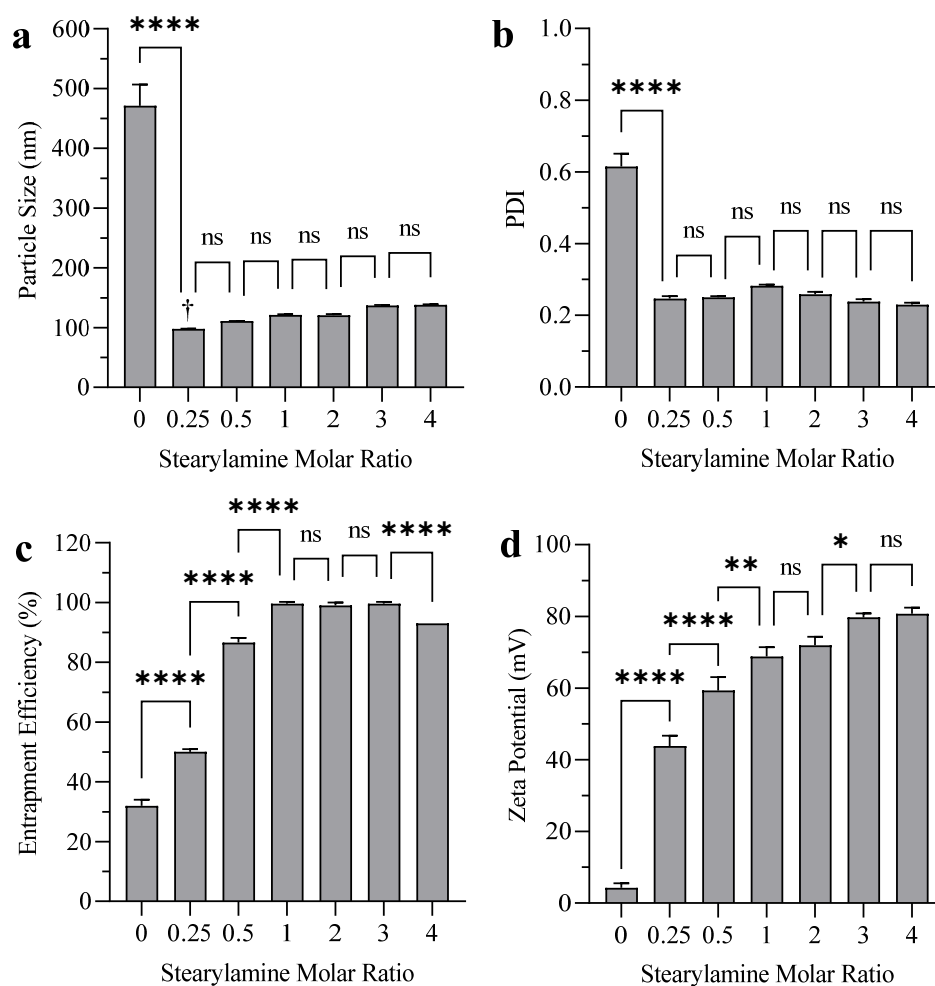 a
Particle Size (nm)
600
500
400
300
200
100
0
****
ns
ns
ns
ns
ns
†
0 0.25 0.5 1 2 3 4
Stearylamine Molar Ratio
b
PDI
1.0
0.8
0.6
0.4
0.2
0.0
****
ns
ns
ns
ns
ns
0 0.25 0.5 1 2 3 4
Stearylamine Molar Ratio
c
Entrapment Efficiency (%)
120
100
80
60
40
20
0
****
****
****
ns
ns
****
0 0.25 0.5 1 2 3 4
Stearylamine Molar Ratio
d
Zeta Potential (mV)
100
80
60
40
20
0
****
****
**
ns
*
ns
0 0.25 0.5 1 2 3 4
Stearylamine Molar Ratio